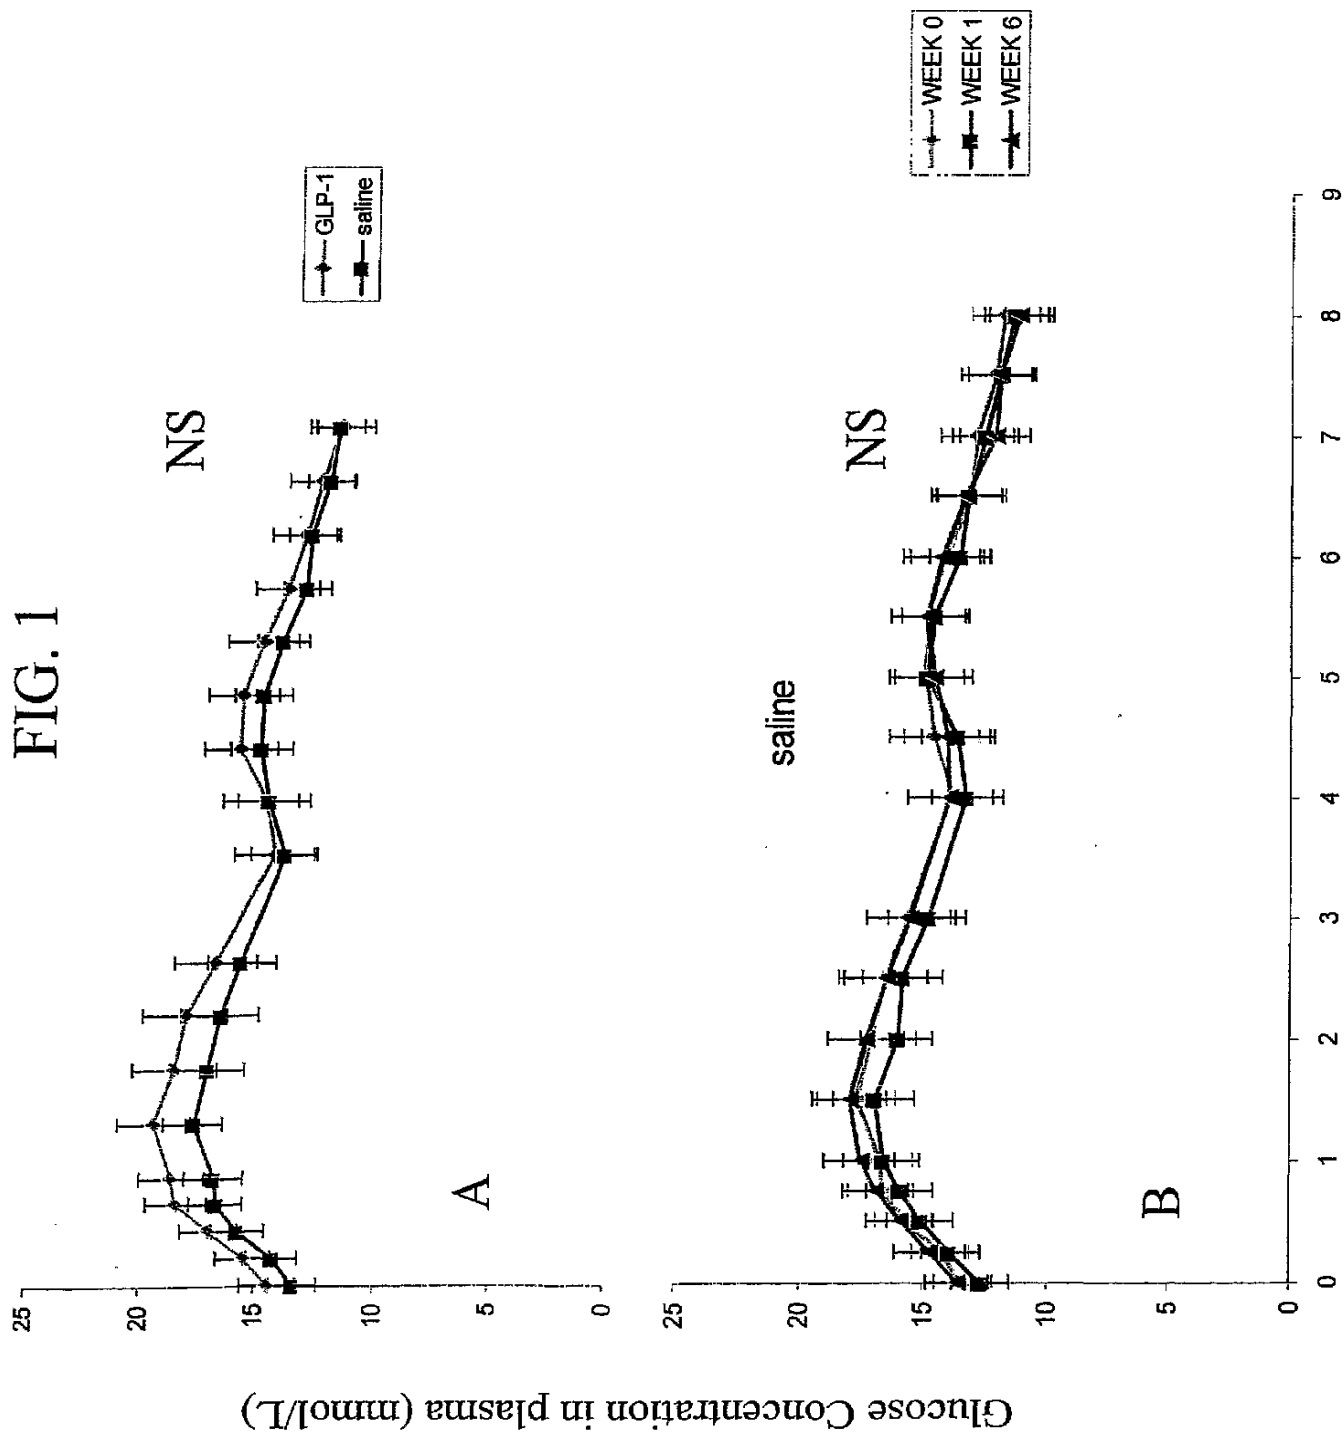 FIG. 1
Glucose Concentration in plasma (mmol/L)
25
20
15
10
5
0
A
NS
GLP-1
saline
saline
25
20
15
10
5
0
B
NS
WEEK 0
WEEK 1
WEEK 6
0 1 2 3 4 5 6 7 8 9